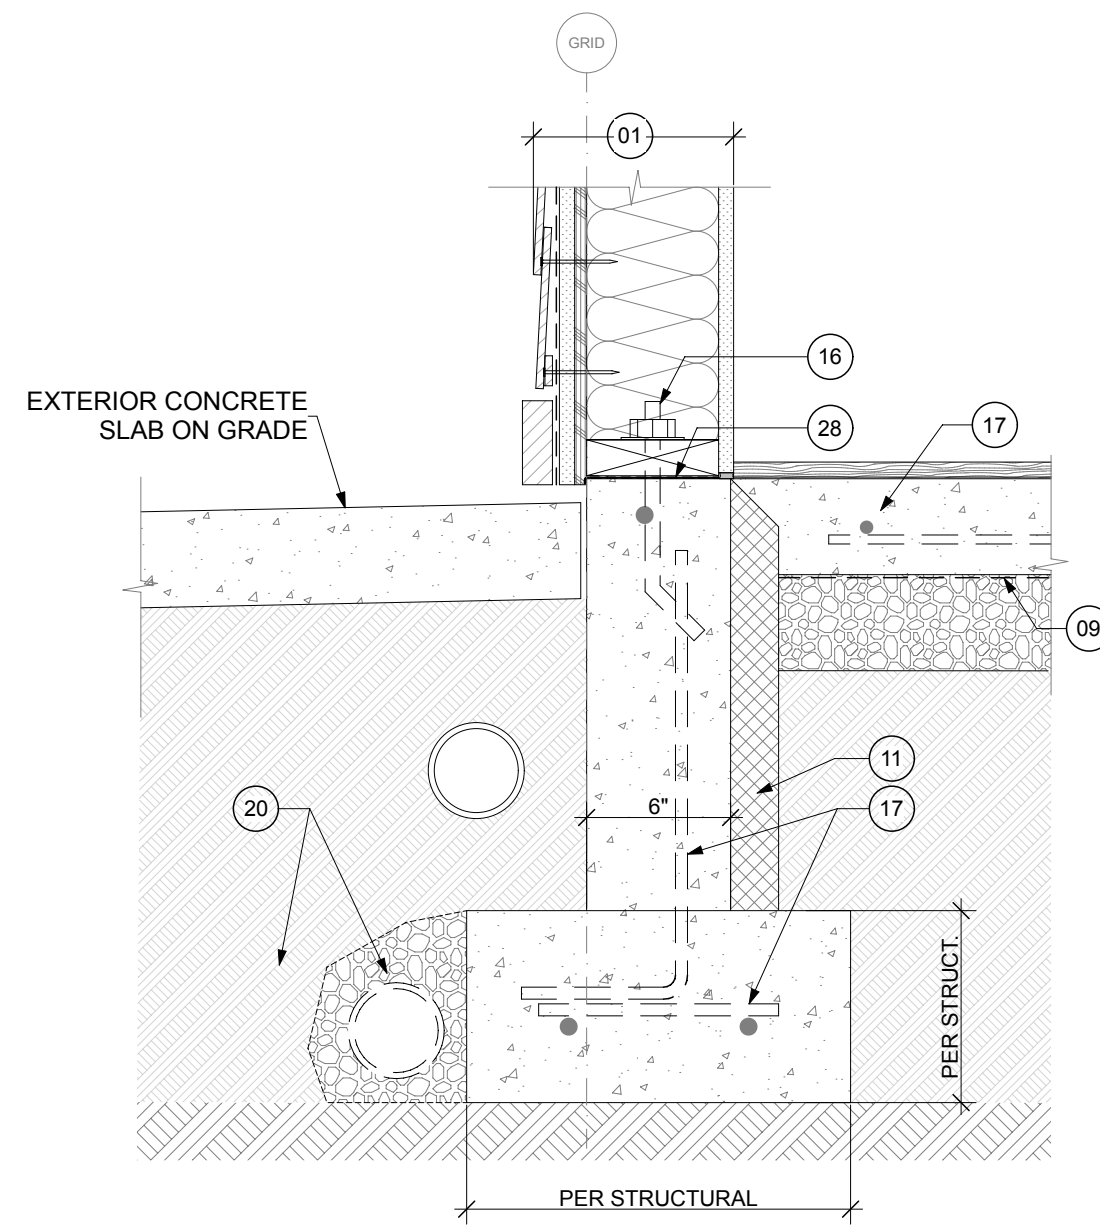 GRID
01
16
EXTERIOR CONCRETE
SLAB ON GRADE
28
17
09
11
6"
20
17
PER STRUCT.
PER STRUCTURAL